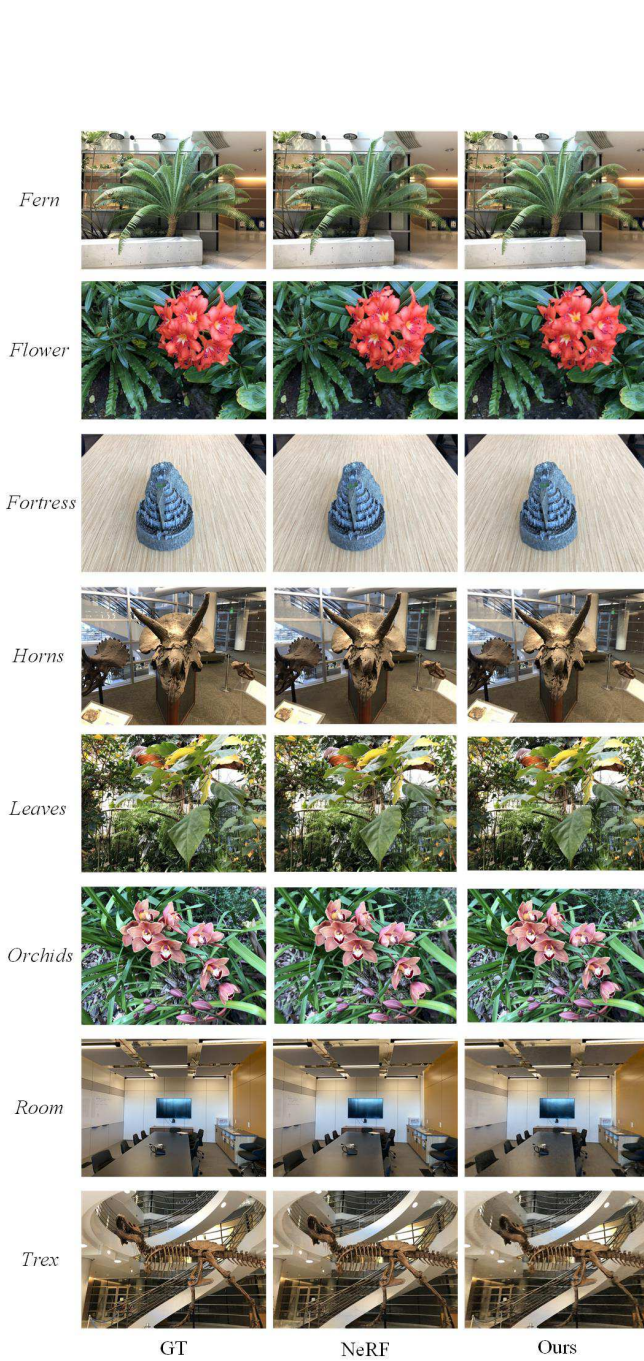 Fern
Flower
Fortress
Horns
Leaves
Orchids
Room
Trex
GT NeRF Ours